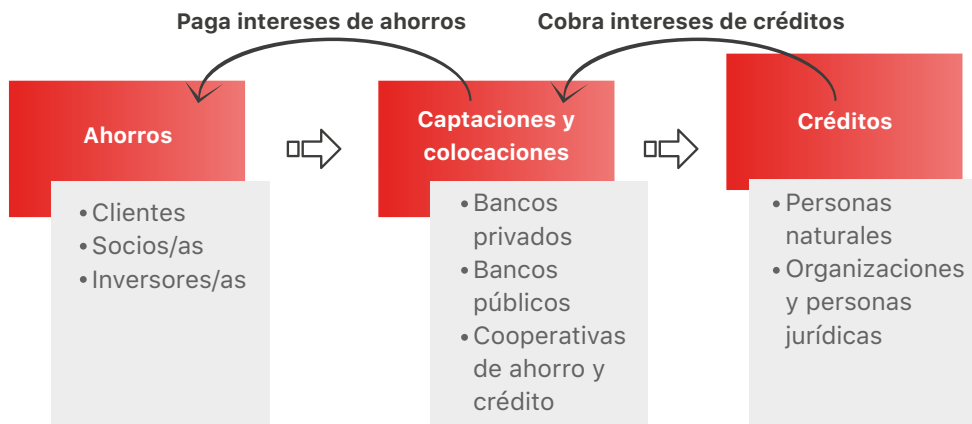 Paga intereses de ahorros
Cobra intereses de créditos
Ahorros
• Clientes
• Socios/as
• Inversores/as
Captaciones y
colocaciones
• Bancos
privados
• Bancos
públicos
• Cooperativas
de ahorro y
crédito
Créditos
• Personas
naturales
• Organizaciones
y personas
jurídicas